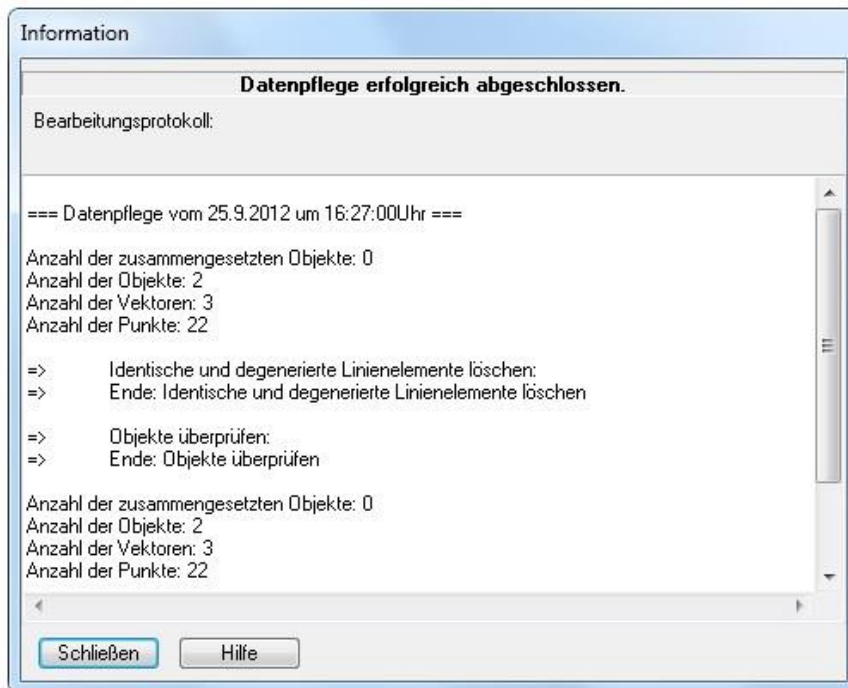 Information
Datenpflege erfolgreich abgeschlossen.
Bearbeitungsprotokoll:
=== Datenpflege vom 25.9.2012 um 16:27:00Uhr ===
Anzahl der zusammengesetzten Objekte: 0
Anzahl der Objekte: 2
Anzahl der Vektoren: 3
Anzahl der Punkte: 22
=> Identische und degenerierte Linienelemente löschen:
=> Ende: Identische und degenerierte Linienelemente löschen
=> Objekte überprüfen:
=> Ende: Objekte überprüfen
Anzahl der zusammengesetzten Objekte: 0
Anzahl der Objekte: 2
Anzahl der Vektoren: 3
Anzahl der Punkte: 22
Schließen Hilfe